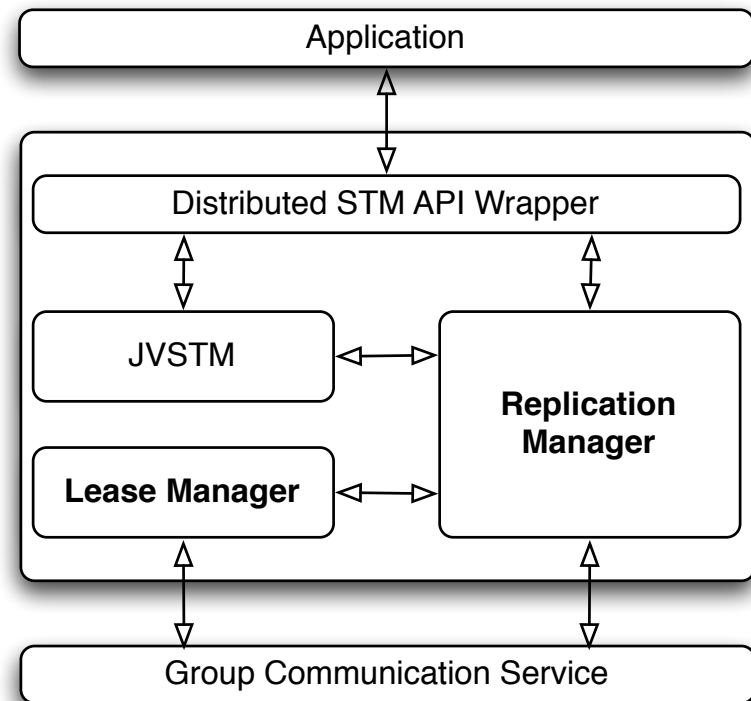 Application
Distributed STM API Wrapper
JVSTM
Replication
Manager
Lease Manager
Group Communication Service